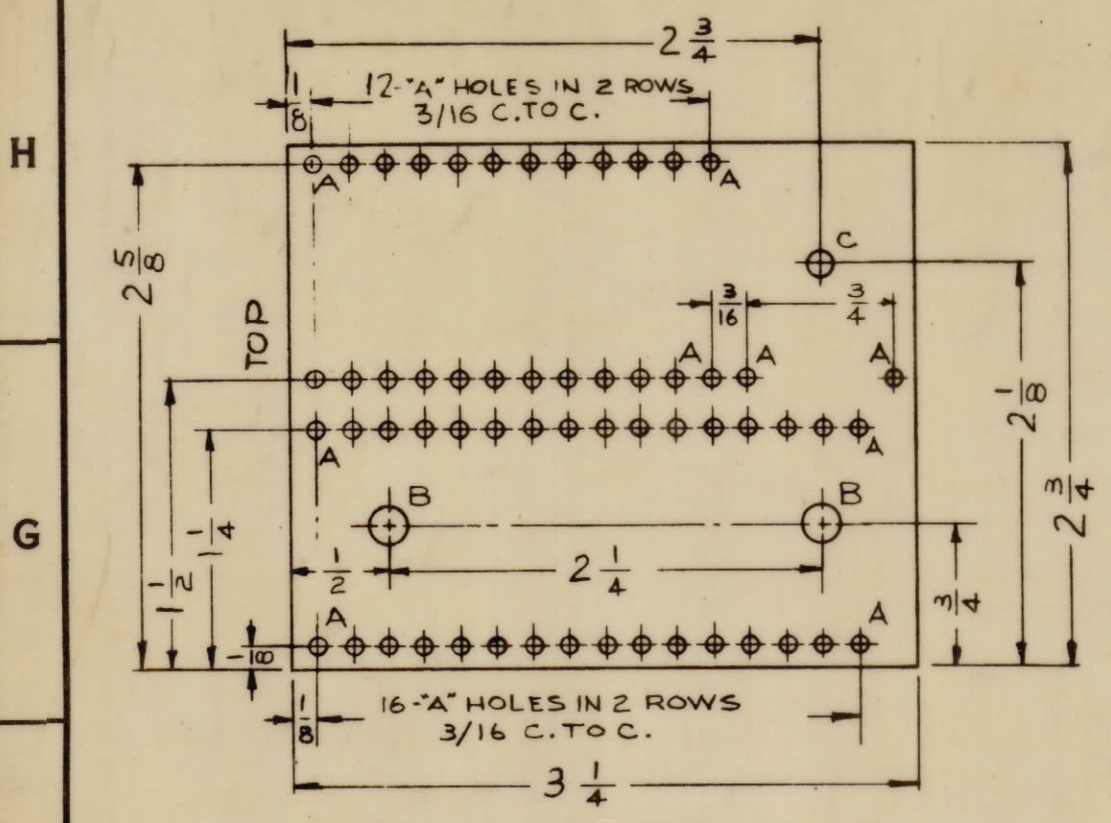 2 3/4
1/8
12-"A" HOLES IN 2 ROWS
3/16 C. TO C.
H
A A
C
2 5/8
3/16 3/4
TOP
A A A
2 1/8
A A
2 3/4
B B
G
1 1/4
1/2 2 1/4
1 1/2
3/4
A A
1/8
16-"A" HOLES IN 2 ROWS
1/8
3/16 C. TO C.
3 1/4